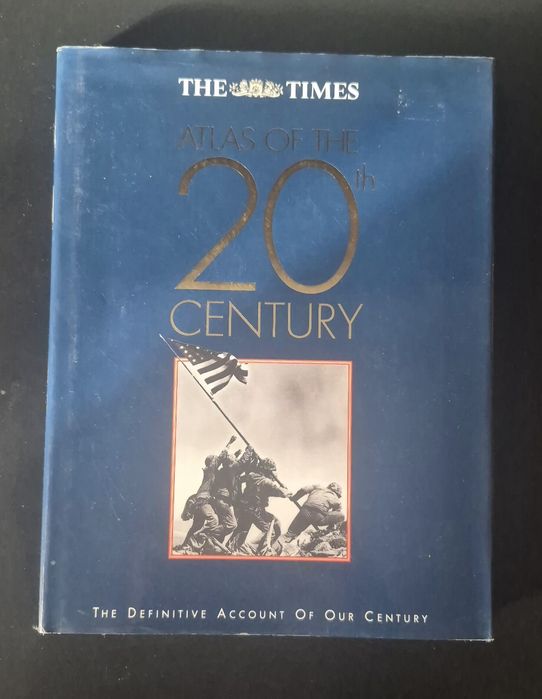 THE TIMES
ATLAS OF THE
20th
CENTURY
THE DEFINITIVE ACCOUNT OF OUR CENTURY